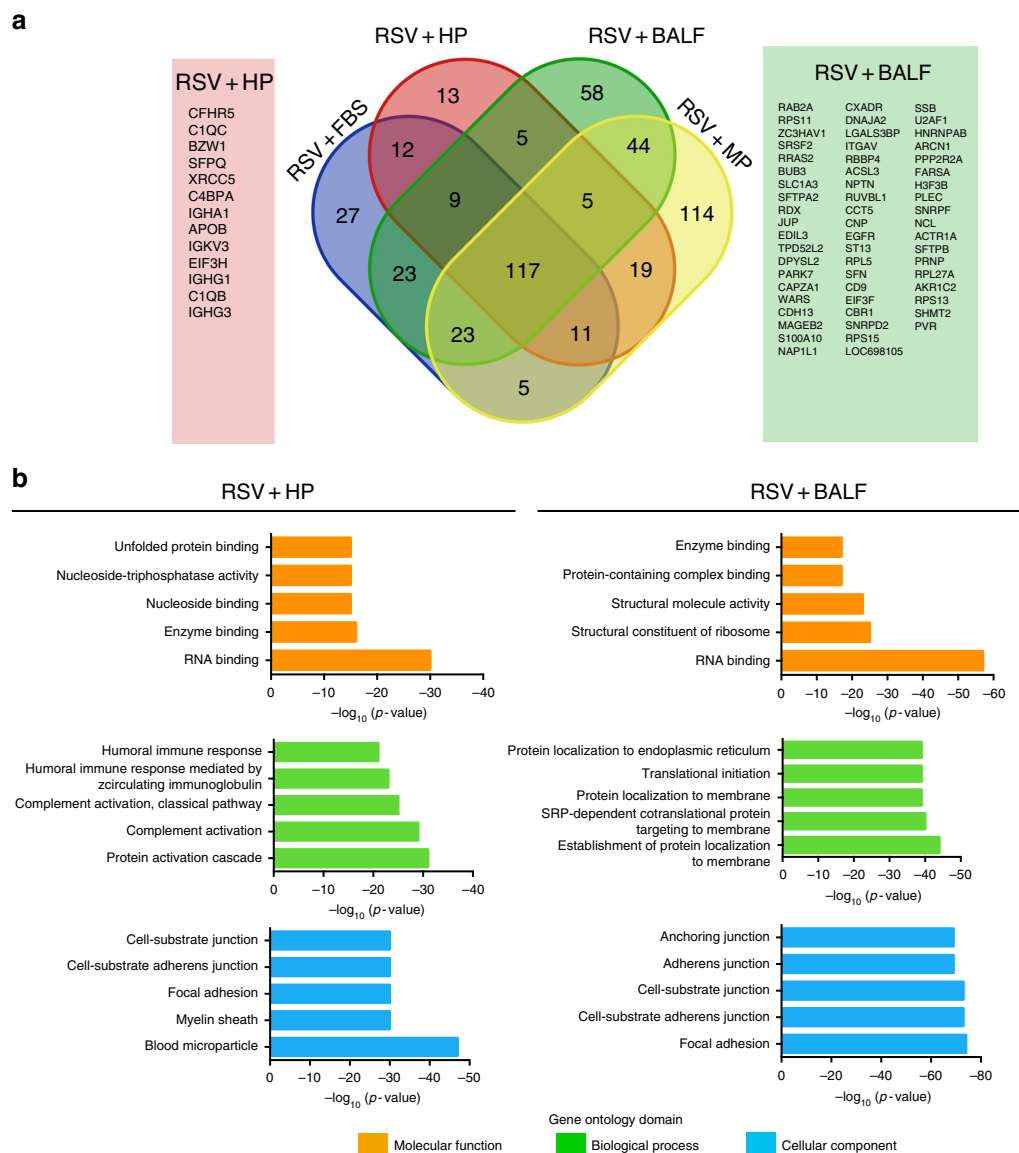 a
RSV + HP
RSV + BALF
RSV + FBS
RSV + MP
13
58
12
5
44
27
9
5
114
23
117
19
23
11
5
RSV + HP
CFHR5
C1QC
BZW1
SFPQ
XRCC5
C4BPA
IGHA1
APOB
IGKV3
EIF3H
IGHG1
C1QB
IGHG3
RSV + BALF
RAB2A
RPS11
ZC3HAV1
SRSF2
RRAS2
BUB3
SLC1A3
SFTPA2
RDX
JUP
EDIL3
TPD52L2
DPYSL2
PARK7
CAPZA1
WARS
CDH13
MAGEB2
S100A10
NAP1L1
CXADR
DNAJA2
LGALS3BP
ITGAV
RBBP4
ACSL3
NPTN
RUVBL1
CCT5
CNP
EGFR
ST13
RPL5
SFN
CD9
EIF3F
CBR1
SNRPD2
RPS15
LOC698105
SSB
U2AF1
HNRNPAB
ARCN1
PPP2R2A
FARSA
H3F3B
PLEC
SNRPF
NCL
ACTR1A
SFTPB
PRNP
RPL27A
AKR1C2
RPS13
SHMT2
PVR
b
RSV + HP
Unfolded protein binding
Nucleoside-triphosphatase activity
Nucleoside binding
Enzyme binding
RNA binding
0 –10 –20 –30 –40
–log10 (p-value)
Humoral immune response
Humoral immune response mediated by
zcirculating immunoglobulin
Complement activation, classical pathway
Complement activation
Protein activation cascade
0 –10 –20 –30 –40
–log10 (p-value)
Cell-substrate junction
Cell-substrate adherens junction
Focal adhesion
Myelin sheath
Blood microparticle
0 –10 –20 –30 –40 –50
–log10 (p-value)
RSV + BALF
Enzyme binding
Protein-containing complex binding
Structural molecule activity
Structural constituent of ribosome
RNA binding
0 –10 –20 –30 –40 –50 –60
–log10 (p-value)
Protein localization to endoplasmic reticulum
Translational initiation
Protein localization to membrane
SRP-dependent cotranslational protein
targeting to membrane
Establishment of protein localization
to membrane
0 –10 –20 –30 –40 –50
–log10 (p-value)
Anchoring junction
Adherens junction
Cell-substrate junction
Cell-substrate adherens junction
Focal adhesion
0 –20 –40 –60 –80
–log10 (p-value)
Gene ontology domain
Molecular function
Biological process
Cellular component